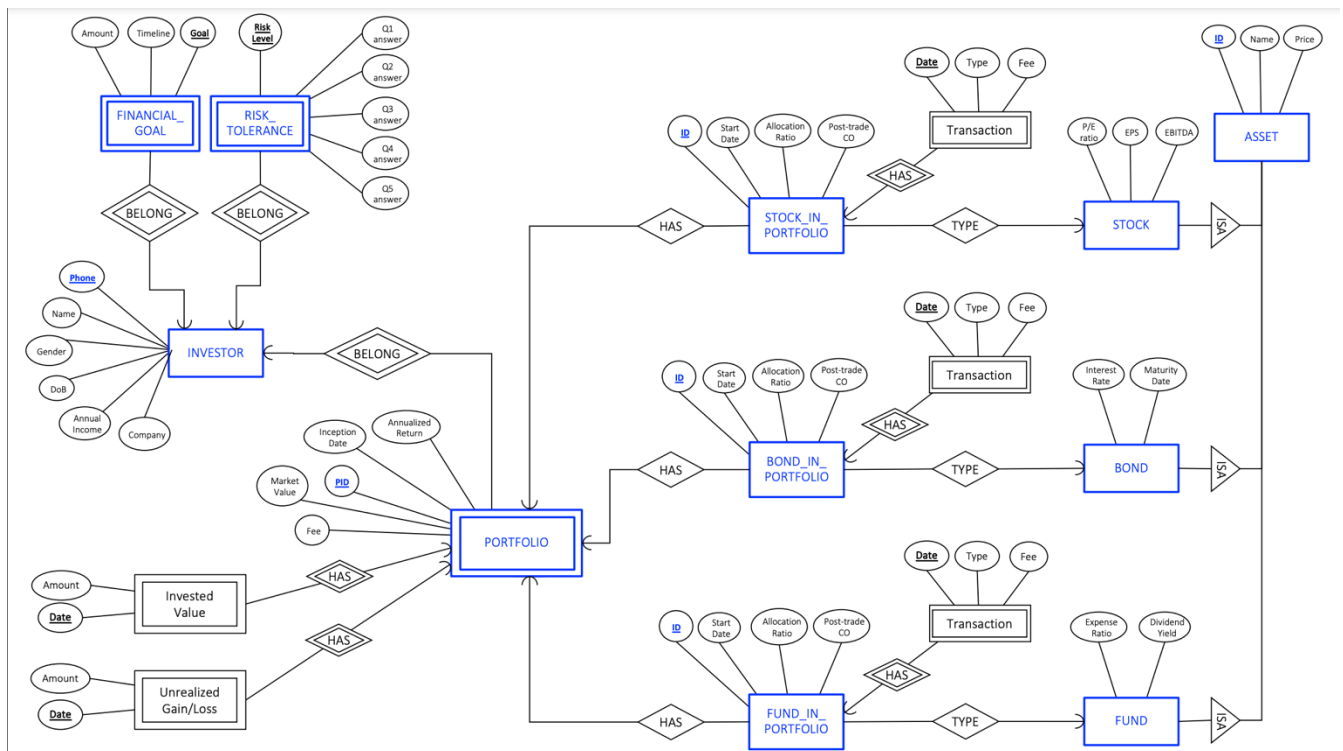 Amount
Timeline
Goal
Risk
Level
Q1
answer
Q2
answer
Q3
answer
Q4
answer
Q5
answer
FINANCIAL_
GOAL
RISK_
TOLERANCE
BELONG
BELONG
Phone
Name
Gender
DoB
Annual
Income
Company
INVESTOR
BELONG
Inception
Date
Annualized
Return
PID
Market
Value
Fee
PORTFOLIO
Amount
Date
Invested
Value
HAS
Amount
Date
Unrealized
Gain/Loss
HAS
HAS
ID
Start
Date
Allocation
Ratio
Post-trade
CO
STOCK_IN_
PORTFOLIO
Date
Type
Fee
Transaction
HAS
TYPE
P/E
ratio
EPS
EBITDA
STOCK
ISA
ID
Name
Price
ASSET
HAS
ID
Start
Date
Allocation
Ratio
Post-trade
CO
BOND_IN_
PORTFOLIO
Date
Type
Fee
Transaction
HAS
TYPE
Interest
Rate
Maturity
Date
BOND
ISA
HAS
ID
Start
Date
Allocation
Ratio
Post-trade
CO
FUND_IN_
PORTFOLIO
Date
Type
Fee
Transaction
HAS
TYPE
Expense
Ratio
Dividend
Yield
FUND
ISA